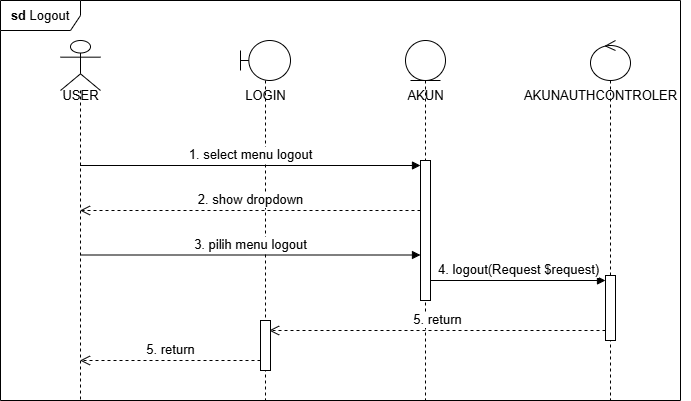 sd Logout
USER
LOGIN
AKUN
AKUNAUTHCONTROLER
1. select menu logout
2. show dropdown
3. pilih menu logout
4. logout(Request $request)
5. return
5. return